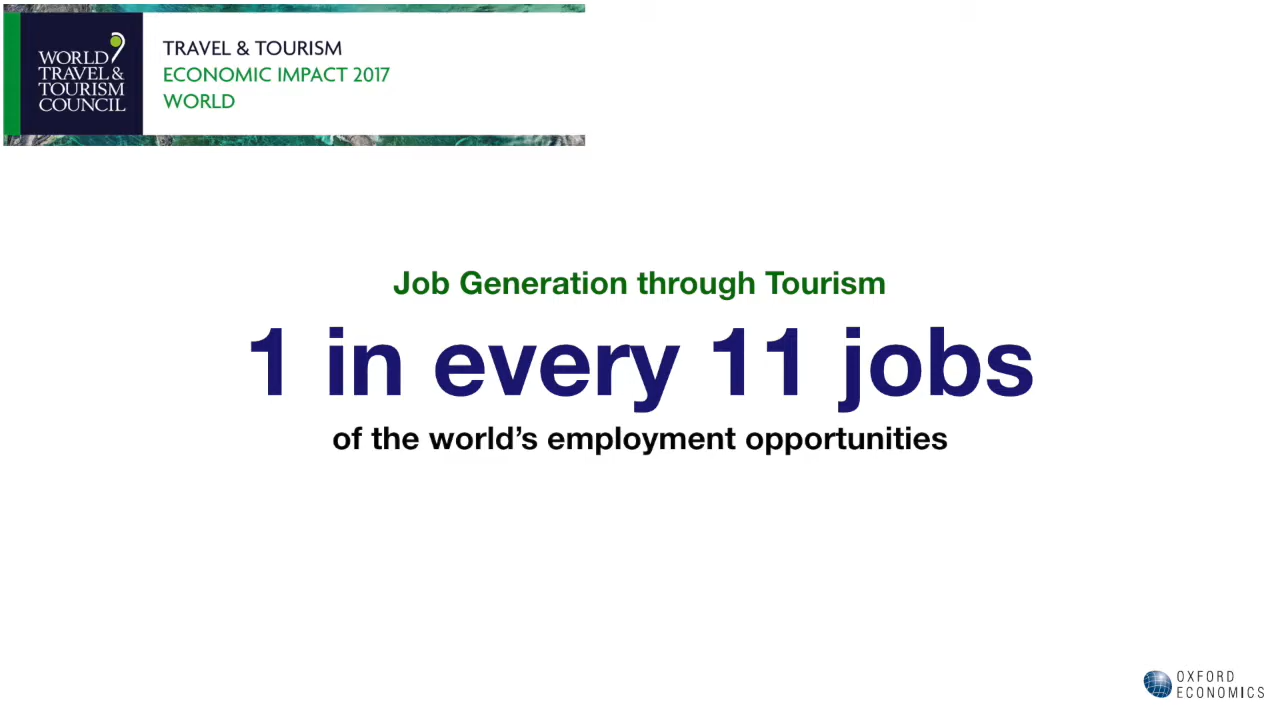 WORLD
TRAVEL &
TOURISM
COUNCIL
TRAVEL & TOURISM
ECONOMIC IMPACT 2017
WORLD
Job Generation through Tourism
1 in every 11 jobs
of the world’s employment opportunities
OXFORD
ECONOMICS